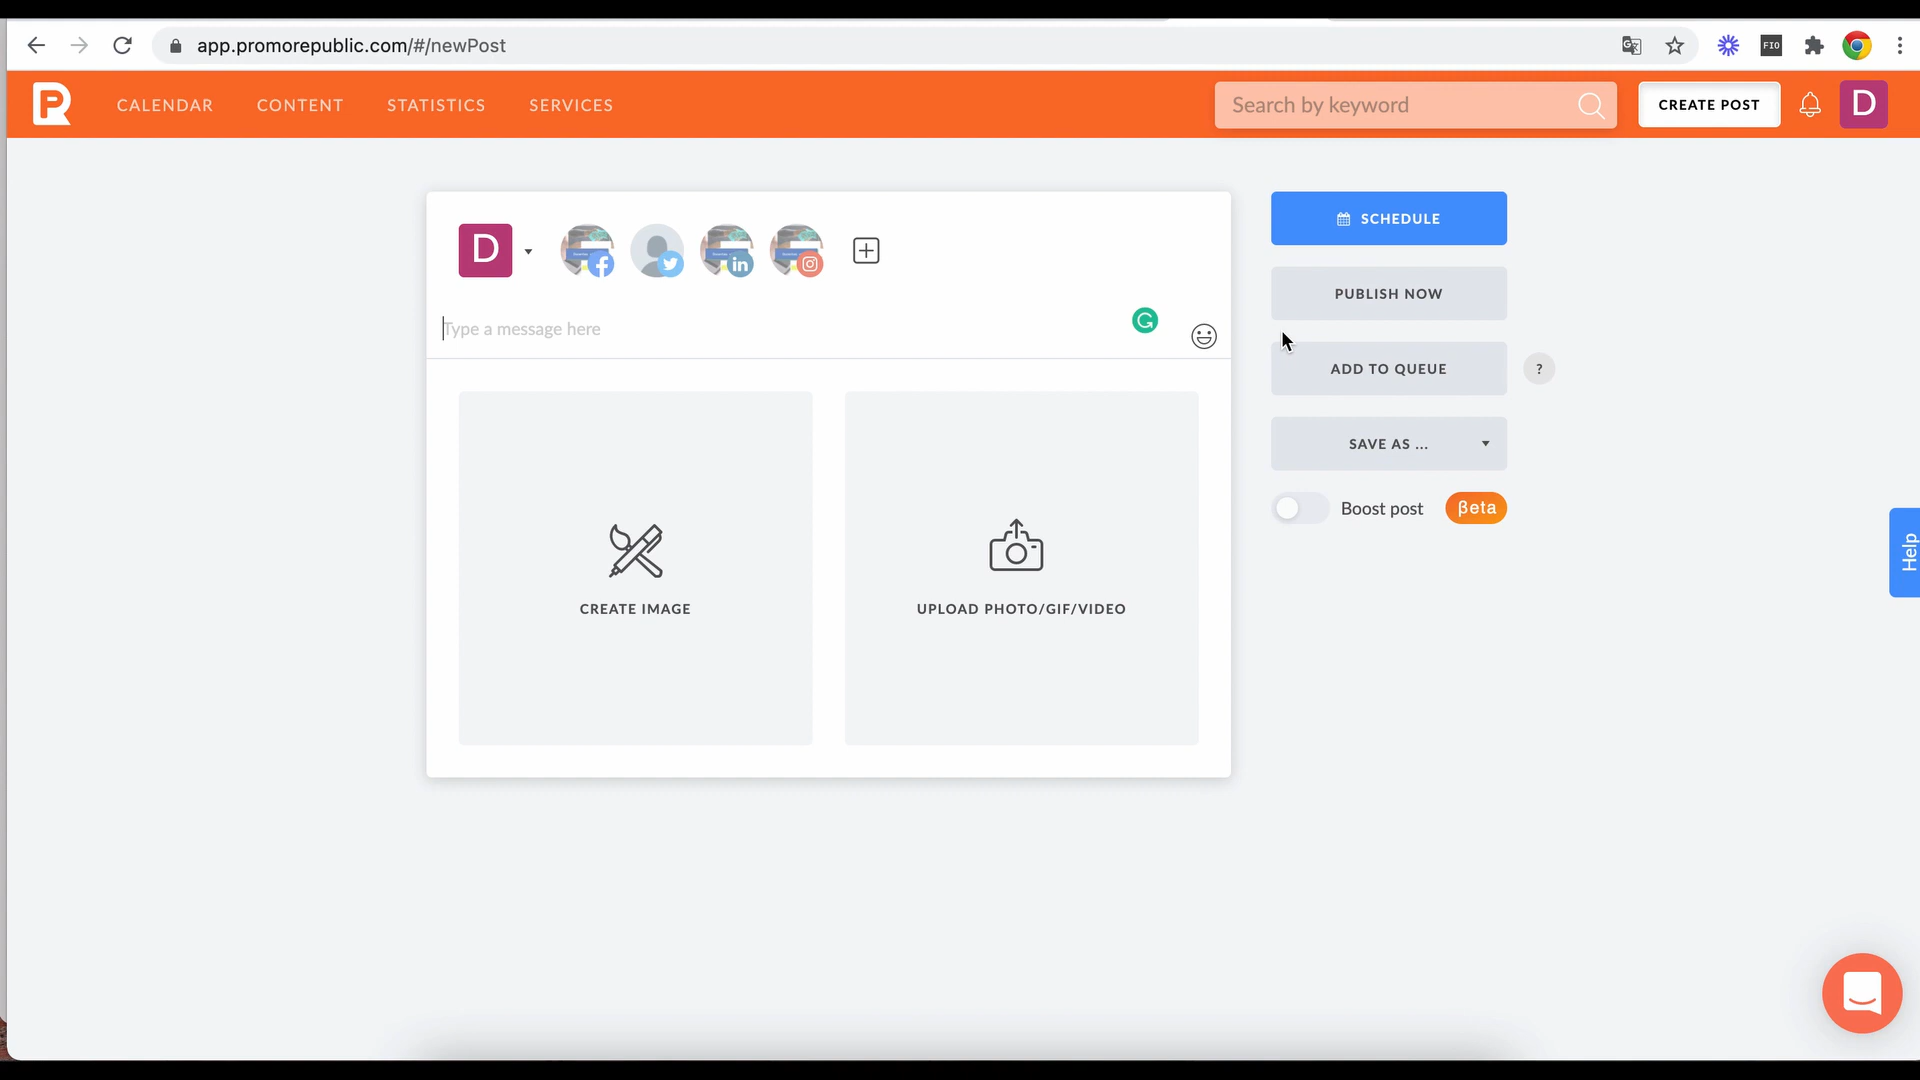 app.promorepublic.com/#/newPost
FIO
CALENDAR CONTENT STATISTICS SERVICES
Search by keyword
CREATE POST
D
D
SCHEDULE
PUBLISH NOW
Type a message here
ADD TO QUEUE
?
SAVE AS ...
Boost post
βeta
Help
CREATE IMAGE
UPLOAD PHOTO/GIF/VIDEO